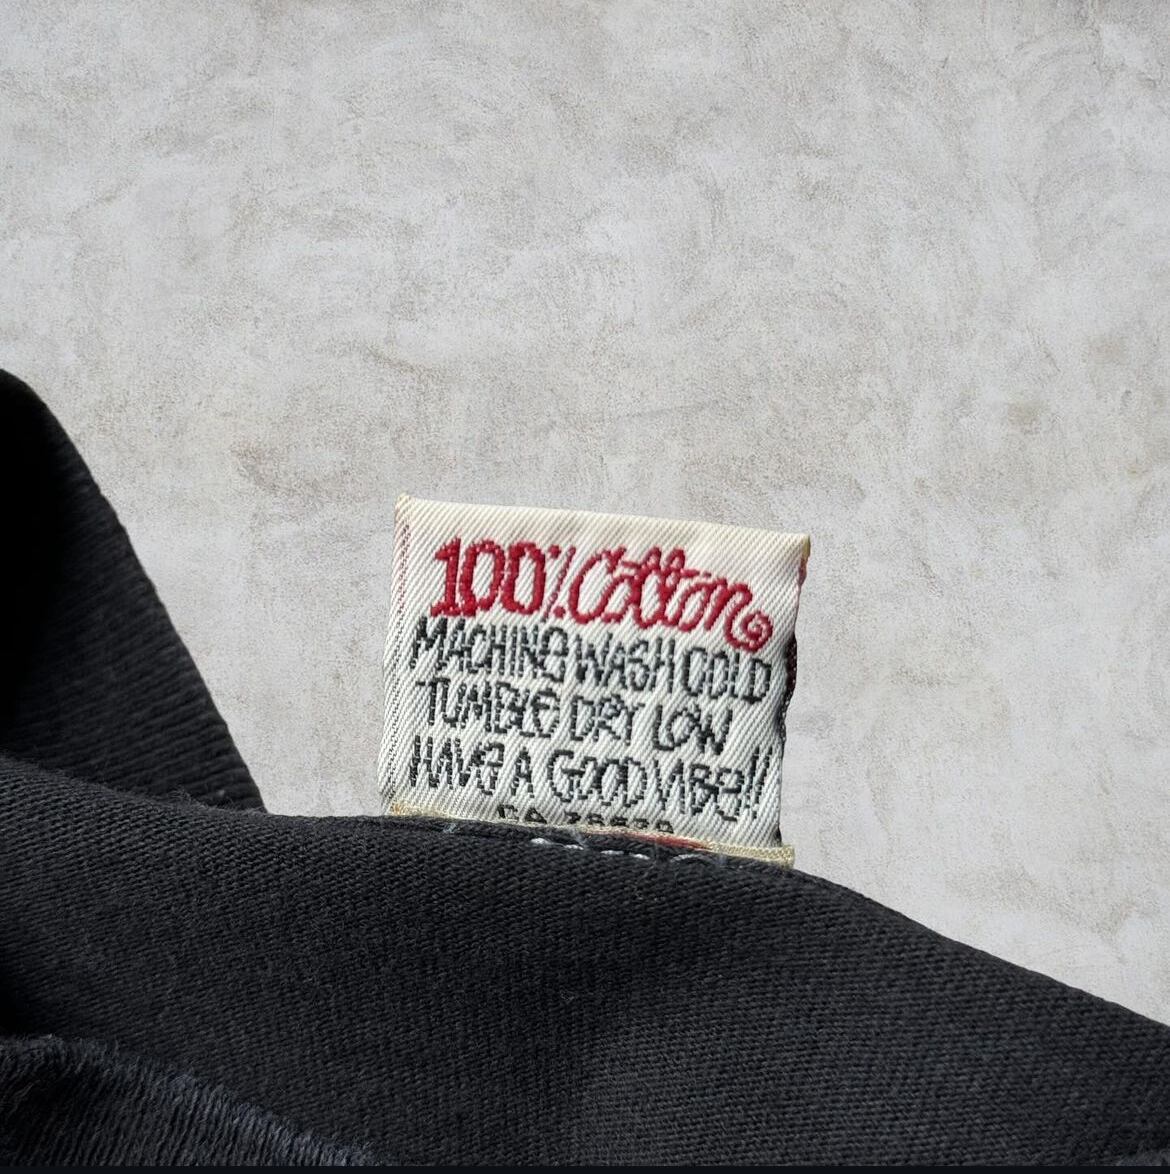 100% Cotton
MACHINE WASH COLD
TUMBLE DRY LOW
HAVE A GOOD VIBE!!